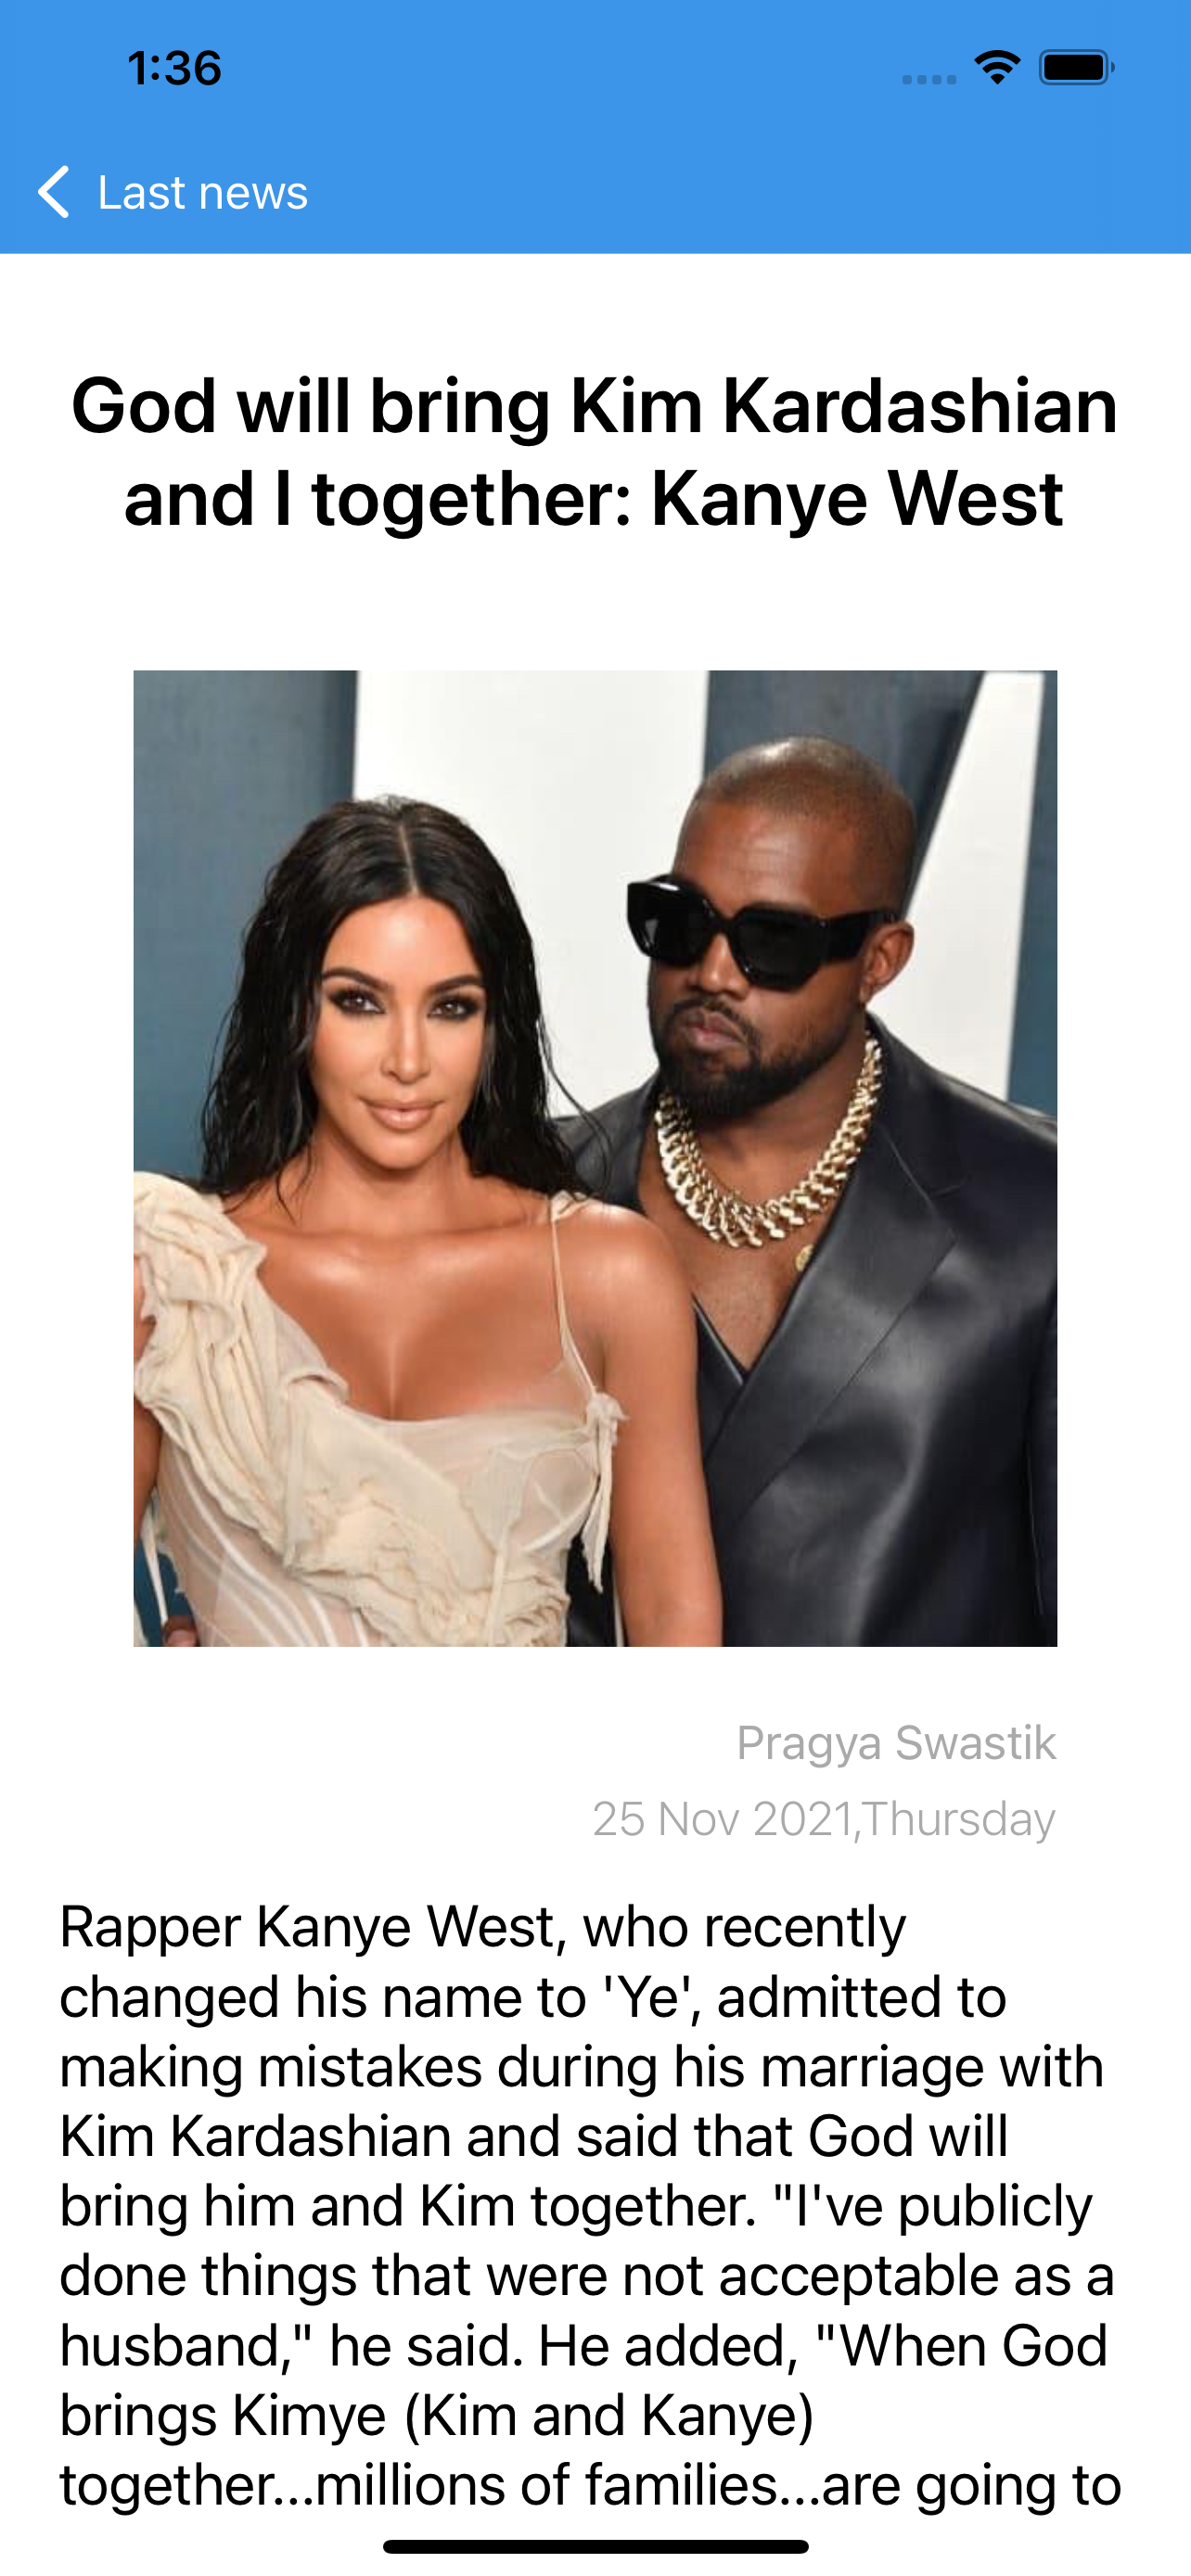 1:36
Last news
God will bring Kim Kardashian
and I together: Kanye West
Pragya Swastik
25 Nov 2021,Thursday
Rapper Kanye West, who recently
changed his name to 'Ye', admitted to
making mistakes during his marriage with
Kim Kardashian and said that God will
bring him and Kim together. "I've publicly
done things that were not acceptable as a
husband," he said. He added, "When God
brings Kimye (Kim and Kanye)
together...millions of families...are going to